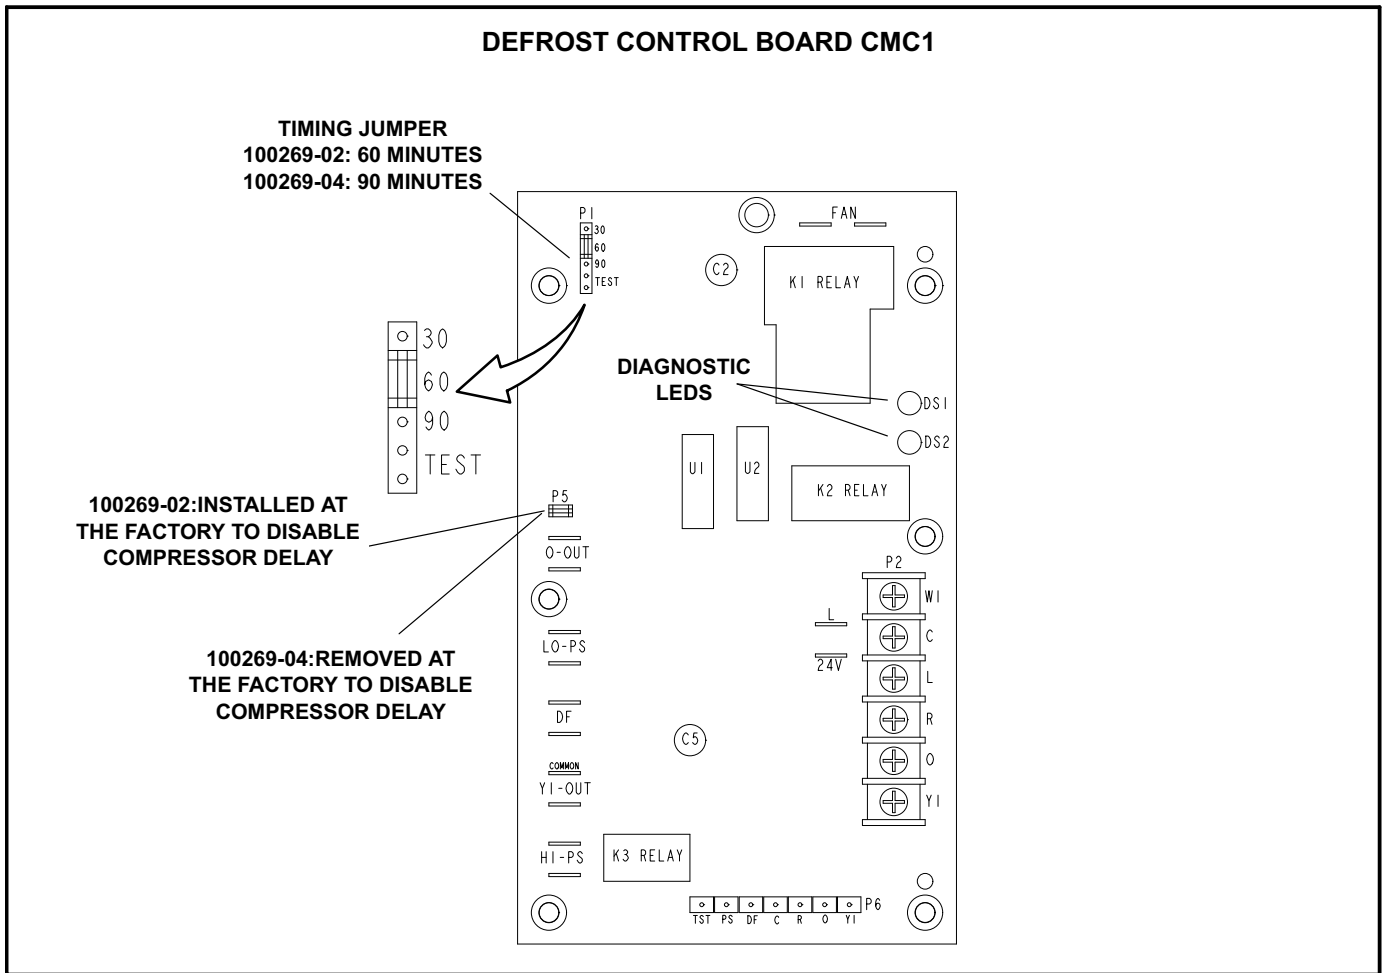 DEFROST CONTROL BOARD CMC1
TIMING JUMPER
100269-02: 60 MINUTES
100269-04: 90 MINUTES
P1
30
60
90
TEST
FAN
C2
K1 RELAY
30
60
90
TEST
DIAGNOSTIC
LEDS
DS1
DS2
U1
U2
K2 RELAY
100269-02:INSTALLED AT
THE FACTORY TO DISABLE
COMPRESSOR DELAY
P5
O-OUT
P2
W1
C
L
R
O
Y1
L
24V
LO-PS
100269-04:REMOVED AT
THE FACTORY TO DISABLE
COMPRESSOR DELAY
DF
C5
COMMON
Y1-OUT
HI-PS
K3 RELAY
P6
TST PS DF C R O Y1